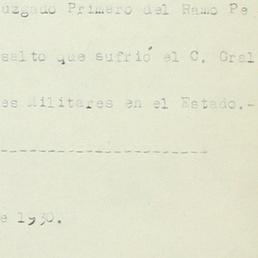 uzgado Primero del Ramo Pe
salto que sufrió el C. Gral
es Militares en el Estado.-
--------------------
e 1930.